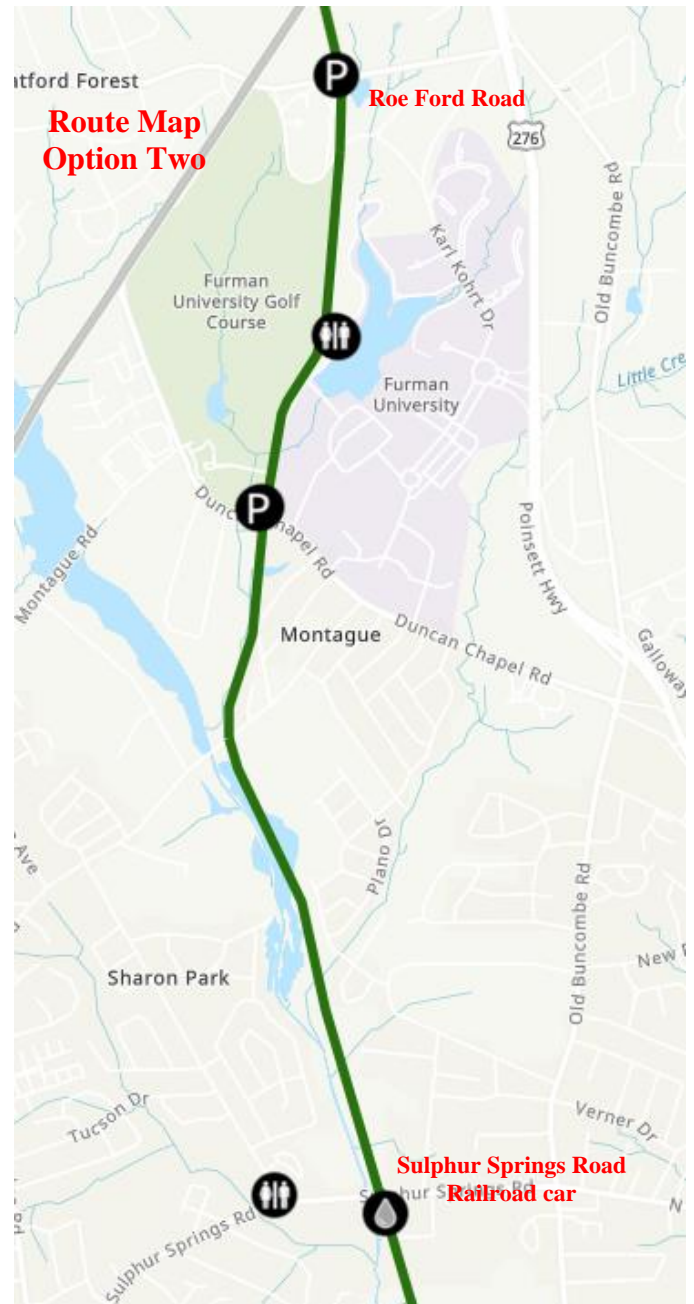 atford Forest
P
Roe Ford Road
Route Map
Option Two
276
Old Buncombe Rd
Karl Kohrt Dr
Furman
University Golf
Course
Little Cre
Furman
University
P
Duncan Chapel Rd
Poinsett Hwy
Montague Rd
Montague
Duncan Chapel Rd
Galloway
Plano Dr
Ave
Old Buncombe Rd
New
Sharon Park
Tucson Dr
Verner Dr
Sulphur Springs Road
Railroad car
Sulphur Springs Rd
N
Sulphur Springs Rd